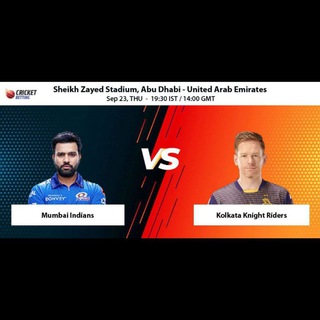 CRICKET
BETTING
Sheikh Zayed Stadium, Abu Dhabi - United Arab Emirates
Sep 23, THU - 19:30 IST / 14:00 GMT
VS
Mumbai Indians
Kolkata Knight Riders